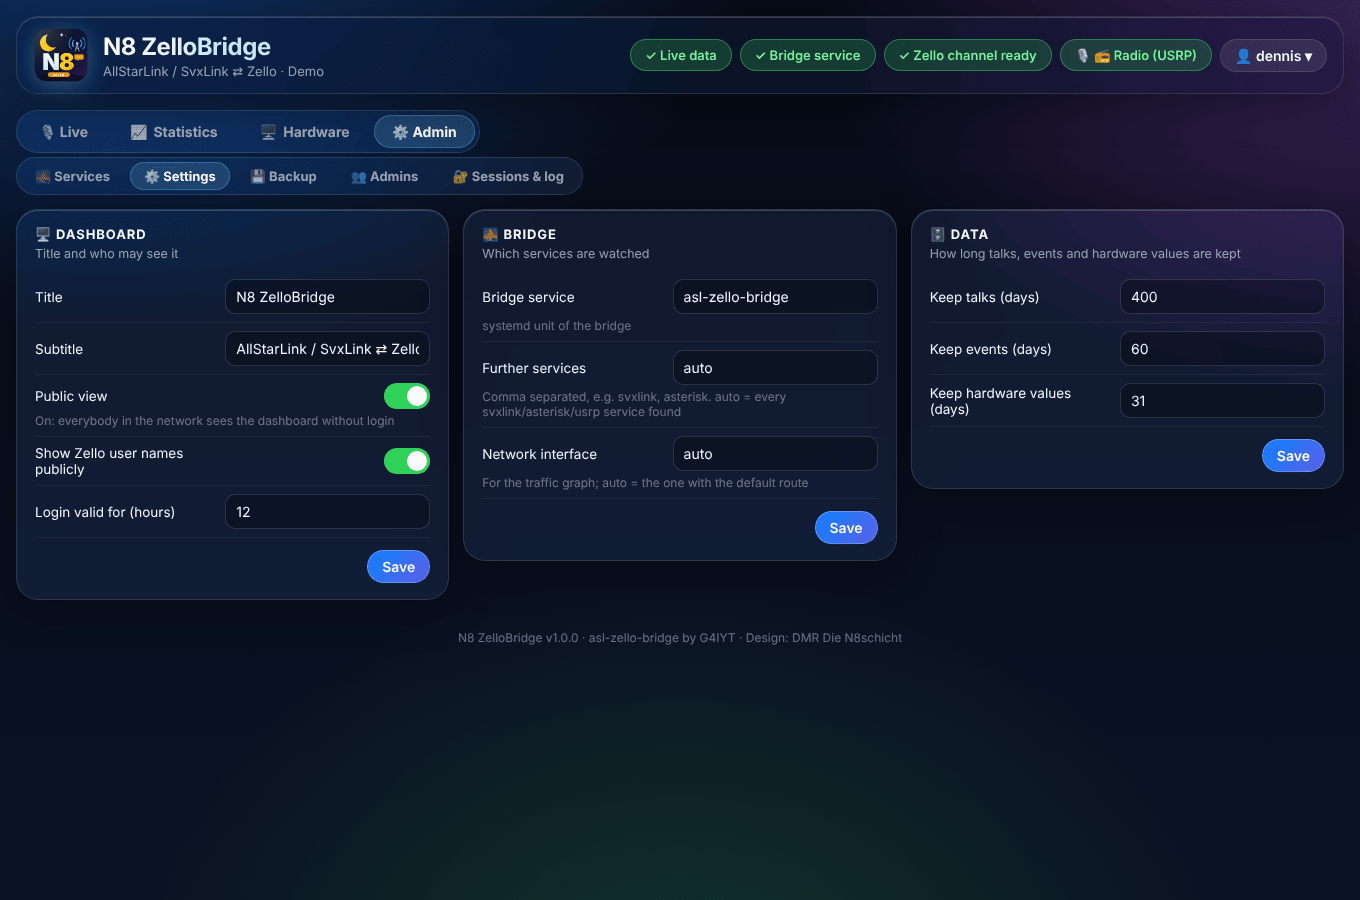 N8 ZelloBridge
AllStarLink / SvxLink ⇄ Zello · Demo
✓ Live data
✓ Bridge service
✓ Zello channel ready
Radio (USRP)
dennis ▾
Live
Statistics
Hardware
Admin
Services
Settings
Backup
Admins
Sessions & log
DASHBOARD
Title and who may see it
Title
N8 ZelloBridge
Subtitle
AllStarLink / SvxLink ⇄ Zello
Public view
On: everybody in the network sees the dashboard without login
Show Zello user names
publicly
Login valid for (hours)
12
Save
BRIDGE
Which services are watched
Bridge service
asl-zello-bridge
systemd unit of the bridge
Further services
auto
Comma separated, e.g. svxlink, asterisk. auto = every
svxlink/asterisk/usrp service found
Network interface
auto
For the traffic graph; auto = the one with the default route
Save
DATA
How long talks, events and hardware values are kept
Keep talks (days)
400
Keep events (days)
60
Keep hardware values
(days)
31
Save
N8 ZelloBridge v1.0.0 · asl-zello-bridge by G4IYT · Design: DMR Die N8schicht